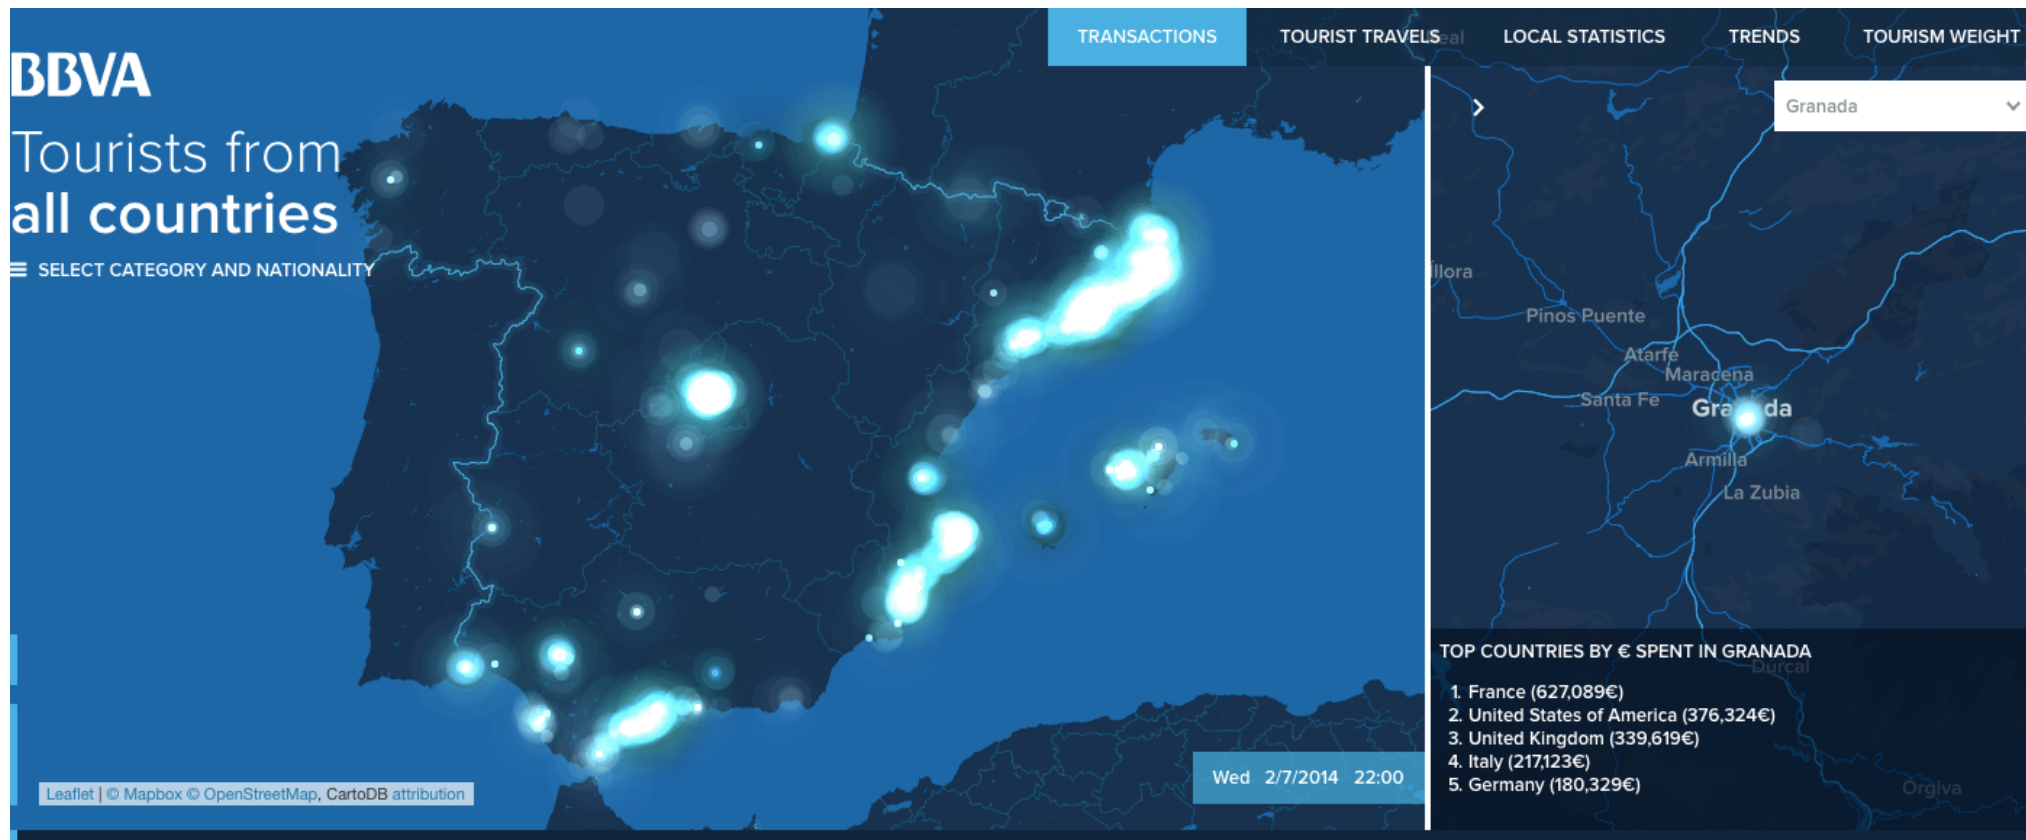 TRANSACTIONS TOURIST TRAVELS LOCAL STATISTICS TRENDS TOURISM WEIGHT
BBVA
Tourists from
all countries
SELECT CATEGORY AND NATIONALITY
Leaflet | © Mapbox © OpenStreetMap, CartoDB attribution
Wed 2/7/2014 22:00
Granada
Íllora
Pinos Puente
Atarfe
Maracena
Santa Fe
Armilla
La Zubia
TOP COUNTRIES BY € SPENT IN GRANADA
Durcal
1. France (627,089€)
2. United States of America (376,324€)
3. United Kingdom (339,619€)
4. Italy (217,123€)
5. Germany (180,329€)
Orgiva